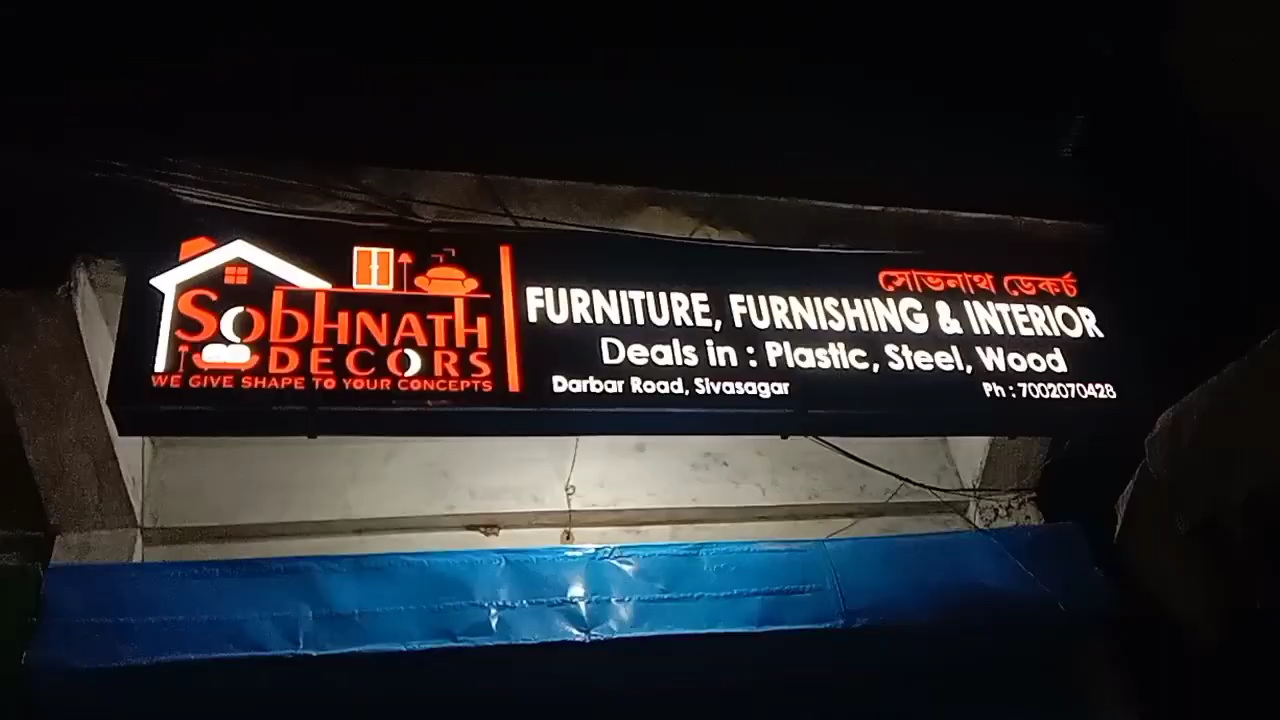 SOBHNATH
DECORS
WE GIVE SHAPE TO YOUR CONCEPTS
সোভনাথ ডেকৰ্চ
FURNITURE, FURNISHING & INTERIOR
Deals in : Plastic, Steel, Wood
Darbar Road, Sivasagar
Ph : 7002070428